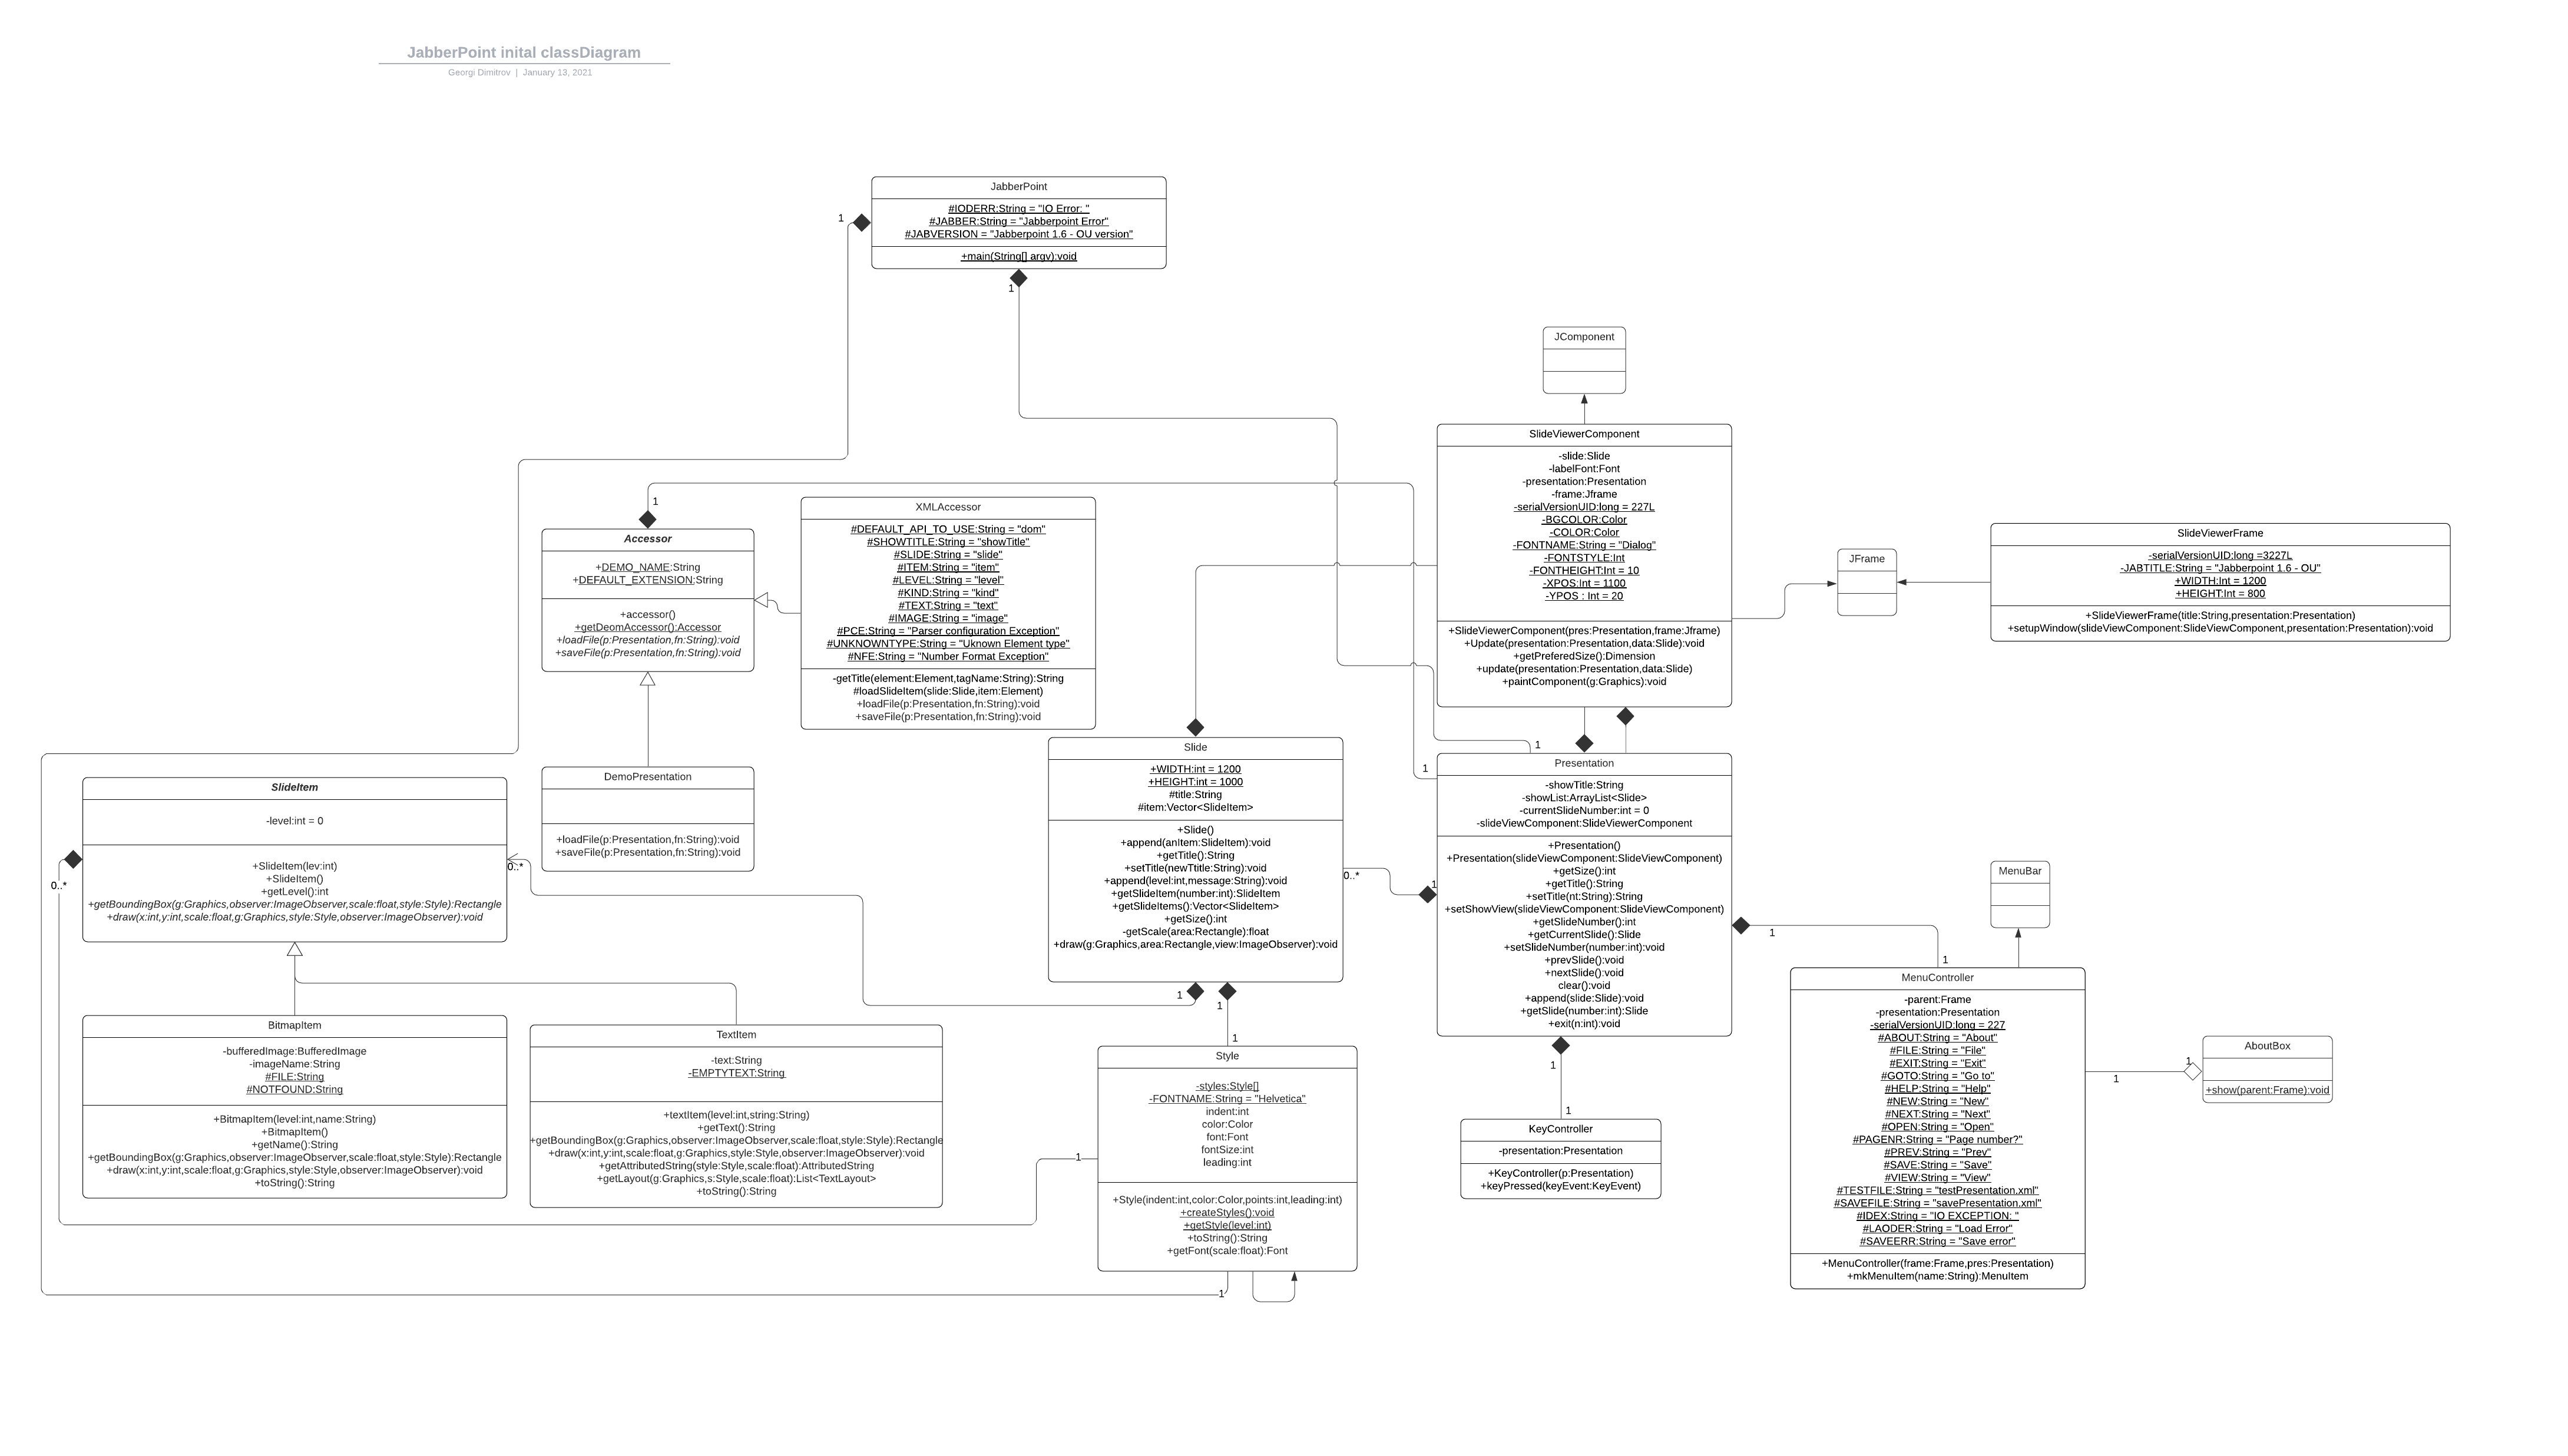 JabberPoint inital classDiagram
Georgi Dimitrov | January 13, 2021
JabberPoint
#IODERR:String = "IO Error: "
#JABBER:String = "Jabberpoint Error"
#JABVERSION = "Jabberpoint 1.6 - OU version"
+main(String[] argv):void
1
1
JComponent
SlideViewerComponent
-slide:Slide
-labelFont:Font
-presentation:Presentation
-frame:Jframe
-serialVersionUID:long = 227L
-BGCOLOR:Color
-COLOR:Color
-FONTNAME:String = "Dialog"
-FONTSTYLE:Int
-FONTHEIGHT:Int = 10
-XPOS:Int = 1100
-YPOS : Int = 20
+SlideViewerComponent(pres:Presentation,frame:Jframe)
+Update(presentation:Presentation,data:Slide):void
+getPreferedSize():Dimension
+update(presentation:Presentation,data:Slide)
+paintComponent(g:Graphics):void
JFrame
SlideViewerFrame
-serialVersionUID:long =3227L
-JABTITLE:String = "Jabberpoint 1.6 - OU"
+WIDTH:Int = 1200
+HEIGHT:Int = 800
+SlideViewerFrame(title:String,presentation:Presentation)
+setupWindow(slideViewComponent:SlideViewComponent,presentation:Presentation):void
1
Accessor
+DEMO_NAME:String
+DEFAULT_EXTENSION:String
+accessor()
+getDeomAccessor():Accessor
+loadFile(p:Presentation,fn:String):void
+saveFile(p:Presentation,fn:String):void
XMLAccessor
#DEFAULT_API_TO_USE:String = "dom"
#SHOWTITLE:String = "showTitle"
#SLIDE:String = "slide"
#ITEM:String = "item"
#LEVEL:String = "level"
#KIND:String = "kind"
#TEXT:String = "text"
#IMAGE:String = "image"
#PCE:String = "Parser configuration Exception"
#UNKNOWNTYPE:String = "Uknown Element type"
#NFE:String = "Number Format Exception"
-getTitle(element:Element,tagName:String):String
#loadSlideItem(slide:Slide,item:Element)
+loadFile(p:Presentation,fn:String):void
+saveFile(p:Presentation,fn:String):void
DemoPresentation
+loadFile(p:Presentation,fn:String):void
+saveFile(p:Presentation,fn:String):void
SlideItem
-level:int = 0
+SlideItem(lev:int)
+SlideItem()
+getLevel():int
+getBoundingBox(g:Graphics,observer:ImageObserver,scale:float,style:Style):Rectangle
+draw(x:int,y:int,scale:float,g:Graphics,style:Style,observer:ImageObserver):void
0..*
0..*
Slide
+WIDTH:int = 1200
+HEIGHT:int = 1000
#title:String
#item:Vector<SlideItem>
+Slide()
+append(anItem:SlideItem):void
+getTitle():String
+setTitle(newTtitle:String):void
+append(level:int,message:String):void
+getSlideItem(number:int):SlideItem
+getSlideItems():Vector<SlideItem>
+getSize():int
-getScale(area:Rectangle):float
+draw(g:Graphics,area:Rectangle,view:ImageObserver):void
0..*
1
1
1
Presentation
-showTitle:String
-showList:ArrayList<Slide>
-currentSlideNumber:int = 0
-slideViewComponent:SlideViewerComponent
+Presentation()
+Presentation(slideViewComponent:SlideViewComponent)
+getSize():int
+getTitle():String
+setTitle(nt:String):String
+setShowView(slideViewComponent:SlideViewComponent)
+getSlideNumber():int
+getCurrentSlide():Slide
+setSlideNumber(number:int):void
+prevSlide():void
+nextSlide():void
clear():void
+append(slide:Slide):void
+getSlide(number:int):Slide
+exit(n:int):void
1
1
MenuBar
MenuController
-parent:Frame
-presentation:Presentation
-serialVersionUID:long = 227
#ABOUT:String = "About"
#FILE:String = "File"
#EXIT:String = "Exit"
#GOTO:String = "Go to"
#HELP:String = "Help"
#NEW:String = "New"
#NEXT:String = "Next"
#OPEN:String = "Open"
#PAGENR:String = "Page number?"
#PREV:String = "Prev"
#SAVE:String = "Save"
#VIEW:String = "View"
#TESTFILE:String = "testPresentation.xml"
#SAVEFILE:String = "savePresentation.xml"
#IDEX:String = "IO EXCEPTION: "
#LAODER:String = "Load Error"
#SAVEERR:String = "Save error"
+MenuController(frame:Frame,pres:Presentation)
+mkMenuItem(name:String):MenuItem
1
1
AboutBox
+show(parent:Frame):void
BitmapItem
-bufferedImage:BufferedImage
-imageName:String
#FILE:String
#NOTFOUND:String
+BitmapItem(level:int,name:String)
+BitmapItem()
+getName():String
+getBoundingBox(g:Graphics,observer:ImageObserver,scale:float,style:Style):Rectangle
+draw(x:int,y:int,scale:float,g:Graphics,style:Style,observer:ImageObserver):void
+toString():String
TextItem
-text:String
-EMPTYTEXT:String
+textItem(level:int,string:String)
+getText():String
+getBoundingBox(g:Graphics,observer:ImageObserver,scale:float,style:Style):Rectangle
+draw(x:int,y:int,scale:float,g:Graphics,style:Style,observer:ImageObserver):void
+getAttributedString(style:Style,scale:float):AttributedString
+getLayout(g:Graphics,s:Style,scale:float):List<TextLayout>
+toString():String
1
1
1
Style
-styles:Style[]
-FONTNAME:String = "Helvetica"
indent:int
color:Color
font:Font
fontSize:int
leading:int
+Style(indent:int,color:Color,points:int,leading:int)
+createStyles():void
+getStyle(level:int)
+toString():String
+getFont(scale:float):Font
1
1
1
1
KeyController
-presentation:Presentation
+KeyController(p:Presentation)
+keyPressed(keyEvent:KeyEvent)